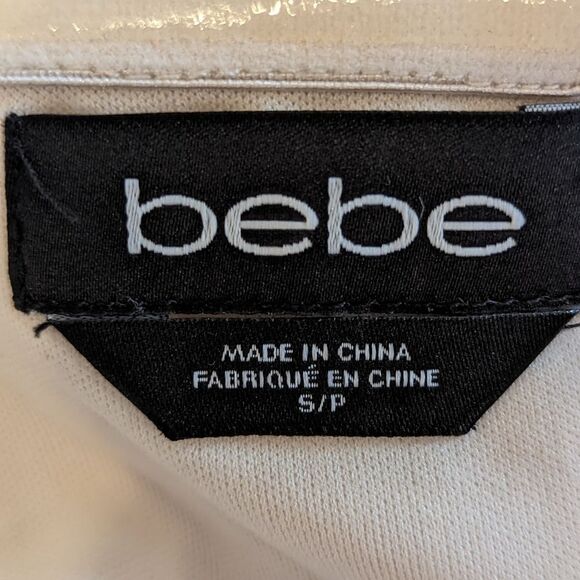 bebe
MADE IN CHINA
FABRIQUÉ EN CHINE
S/P